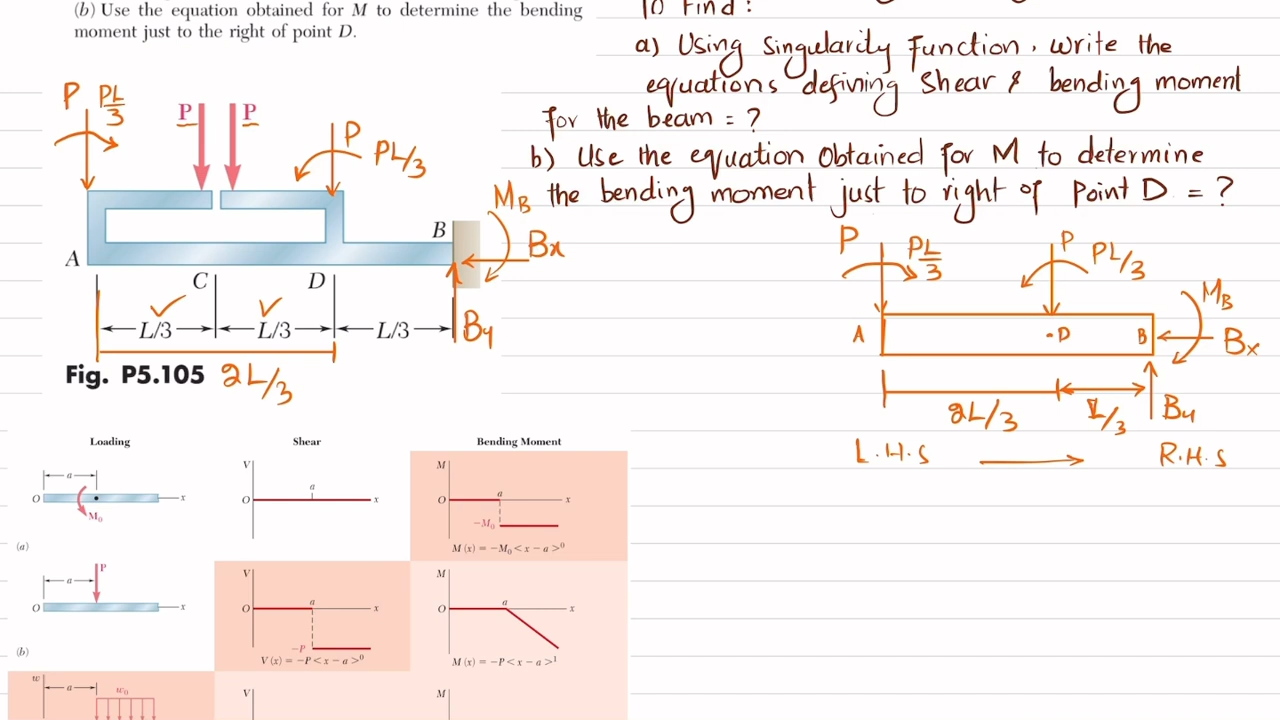 (b) Use the equation obtained for M to determine the bending
moment just to the right of point D.
To Find :
a) Using Singularity Function, write the
equations defining Shear & bending moment
for the beam = ?
b) Use the equation Obtained for M to determine
the bending moment just to right of Point D = ?
P PL/3
P P
P
PL/3
MB
B
Bx
A
C D
L/3 L/3 L/3
By
Fig. P5.105 2L/3
P PL/3
P PL/3
MB
A D B Bx
2L/3 L/3 By
L.H.S R.H.S
Loading Shear Bending Moment
a
O x
M0
(a)
V
O a x
M
O a x
−M0
M (x) = −M0 < x − a >0
P
a
O x
(b)
V
O a x
−P
V (x) = −P < x − a >0
M
O a x
M (x) = −P < x − a >1
w
a w0
V
M